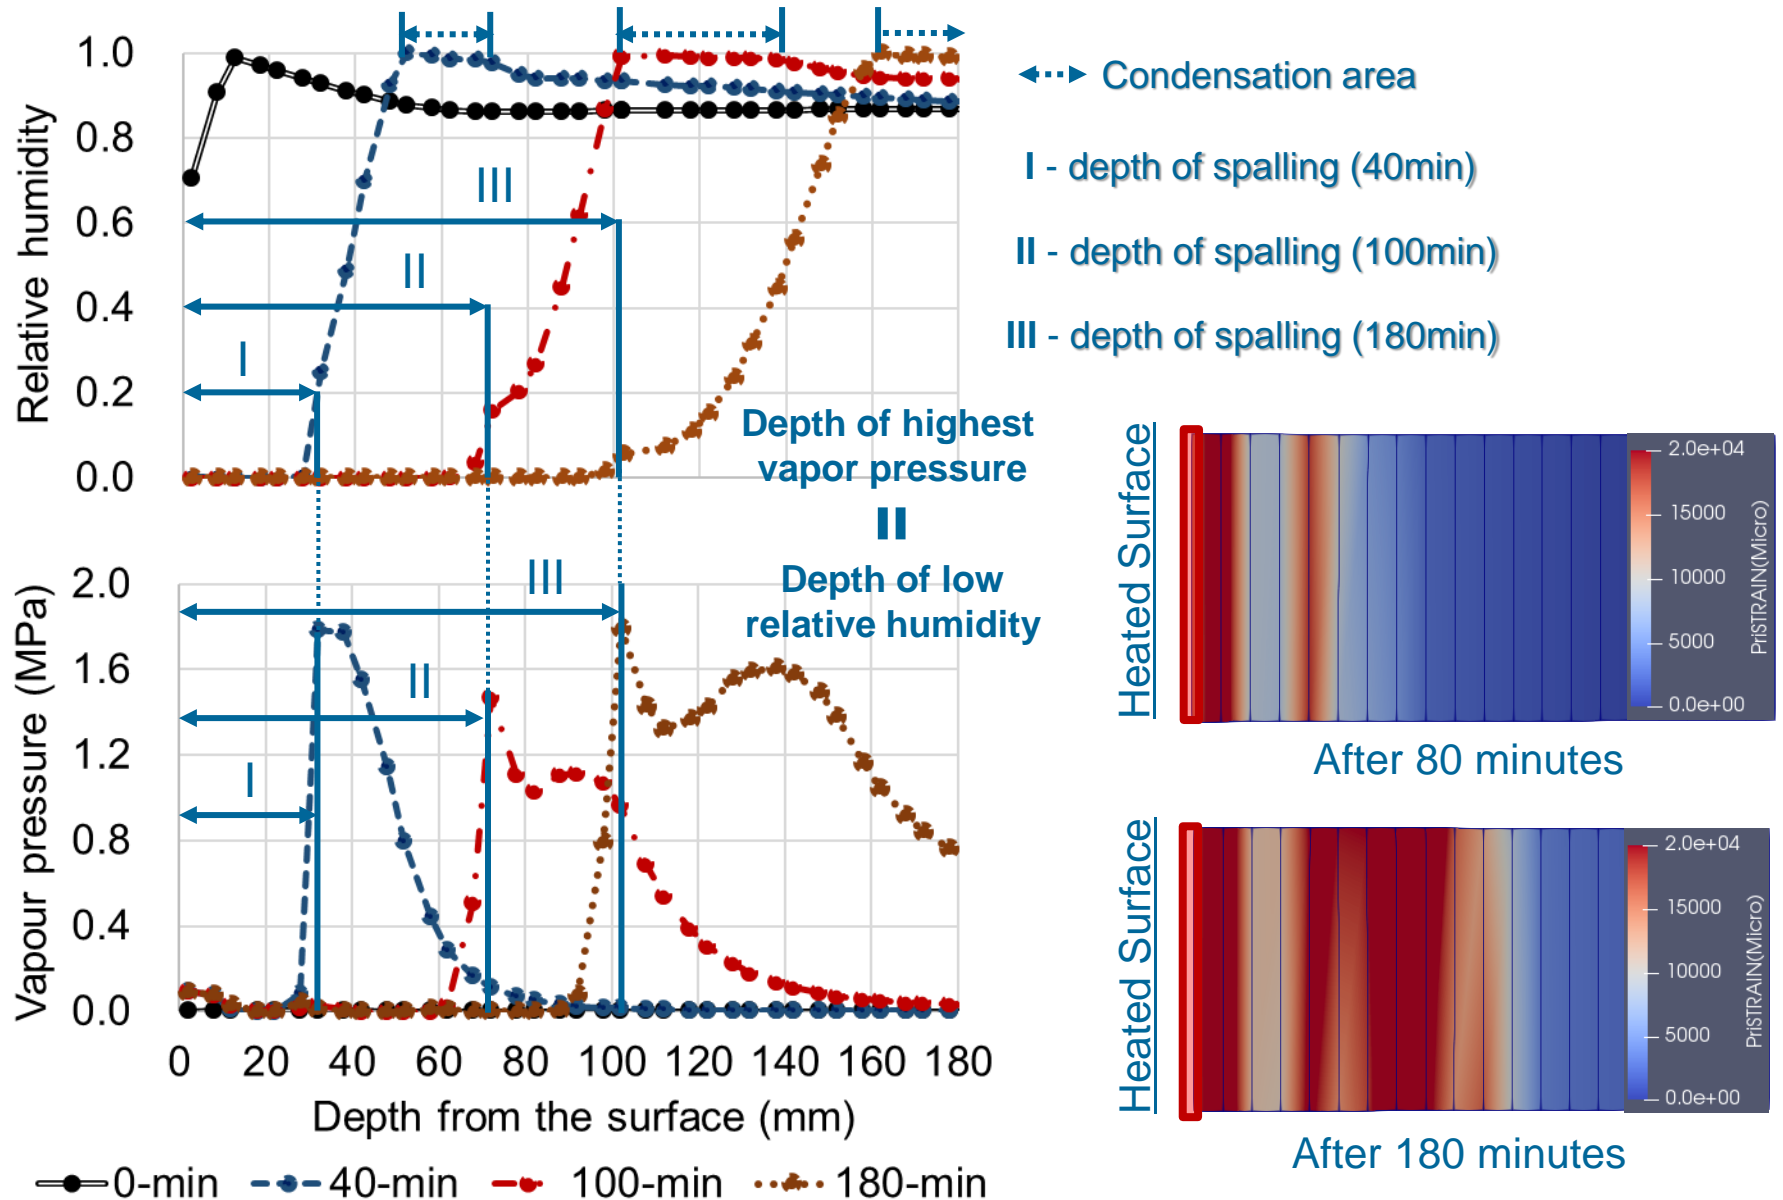 Relative humidity
1.0
0.8
0.6
0.4
0.2
0.0
III
II
I
Depth of highest
vapor pressure
II
Depth of low
relative humidity
Vapour pressure (MPa)
2.0
1.6
1.2
0.8
0.4
0.0
III
II
I
0 20 40 60 80 100 120 140 160 180
Depth from the surface (mm)
0-min 40-min 100-min 180-min
Condensation area
I - depth of spalling (40min)
II - depth of spalling (100min)
III - depth of spalling (180min)
Heated Surface
2.0e+04
15000
10000
5000
0.0e+00
PriSTRAIN(Micro)
After 80 minutes
Heated Surface
2.0e+04
15000
10000
5000
0.0e+00
PriSTRAIN(Micro)
After 180 minutes